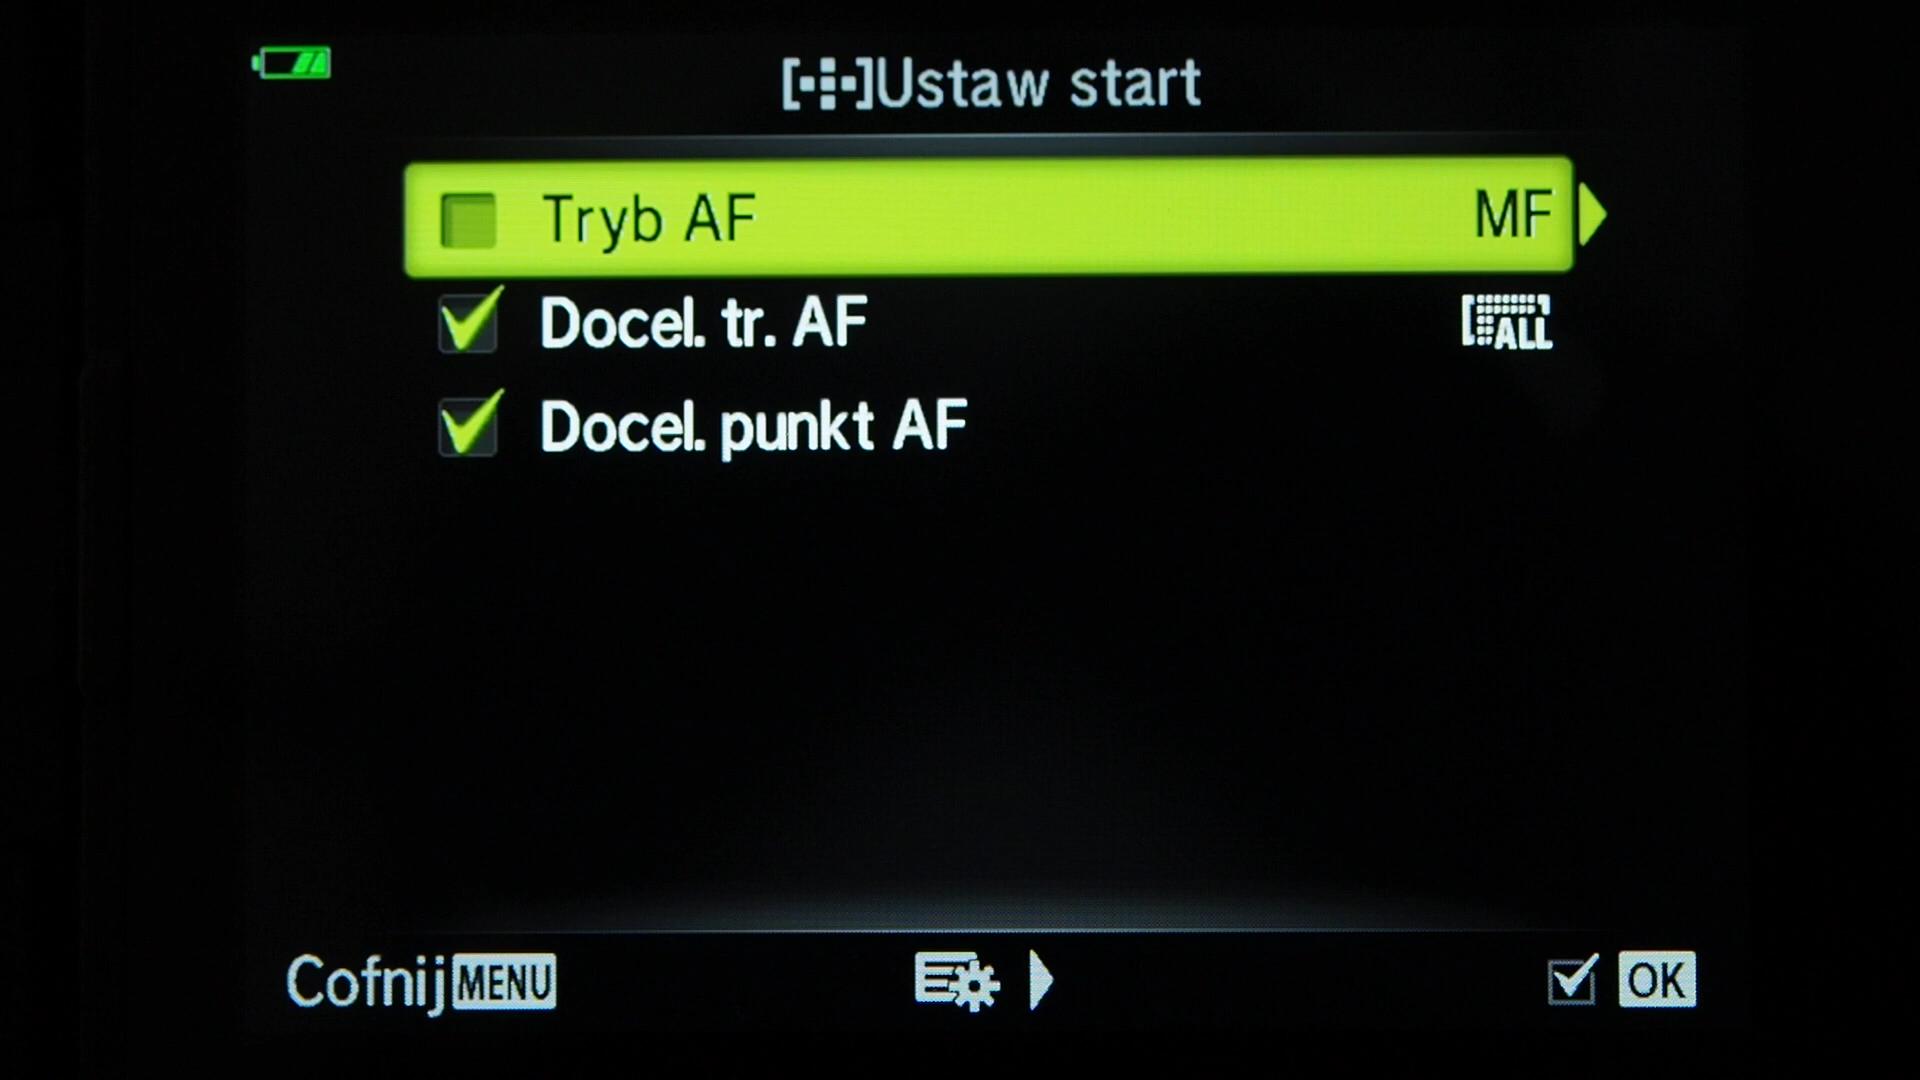 Ustaw start
Tryb AF MF
Docel. tr. AF ALL
Docel. punkt AF
Cofnij MENU OK